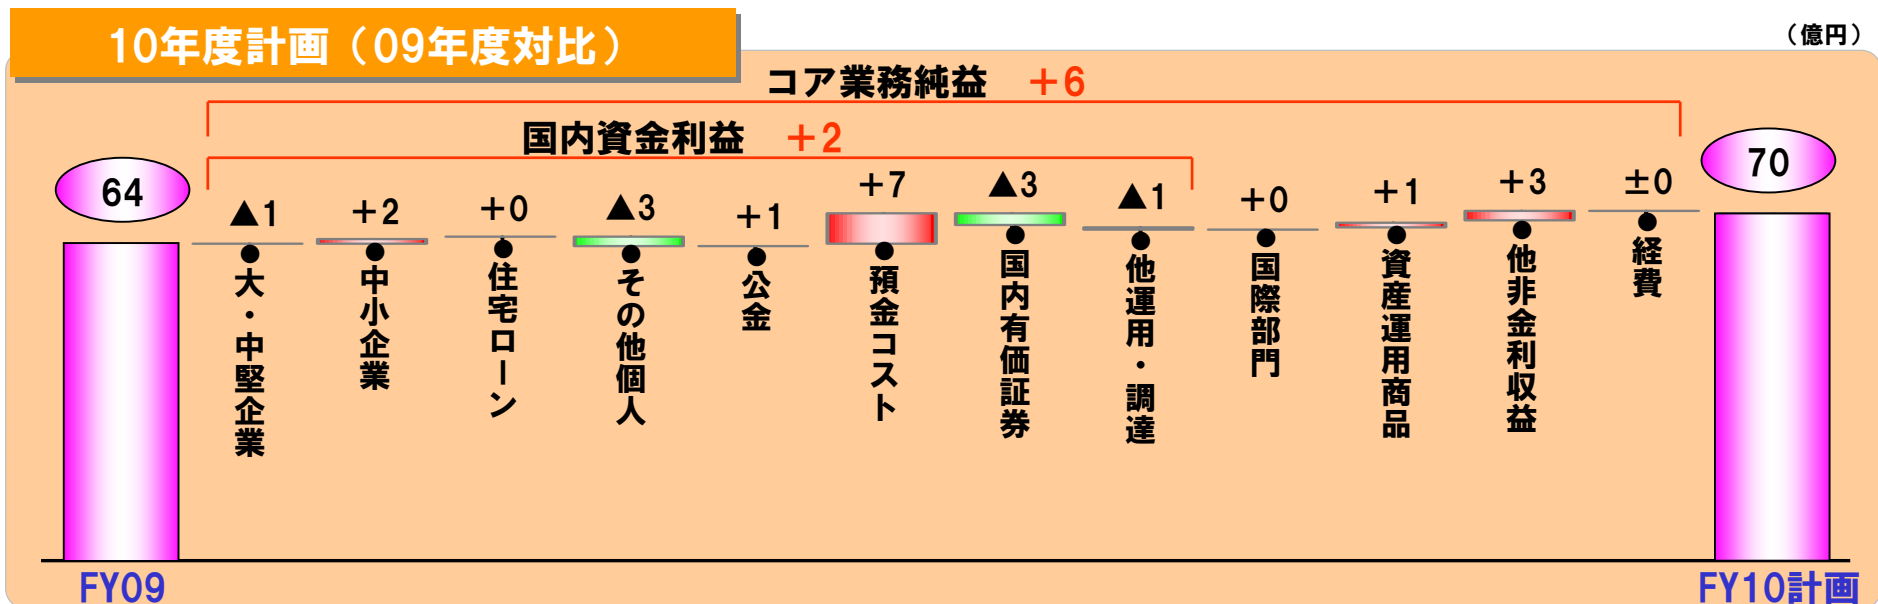 10年度計画（09年度対比）
（億円）
コア業務純益 ＋6
国内資金利益 ＋2
64
▲1
＋2
＋0
▲3
＋1
＋7
▲3
▲1
＋0
＋1
＋3
±0
70
●大・中堅企業
●中小企業
●住宅ローン
●その他個人
●公金
●預金コスト
●国内有価証券
●他運用・調達
●国際部門
●資産運用商品
●他非金利収益
●経費
FY09
FY10計画